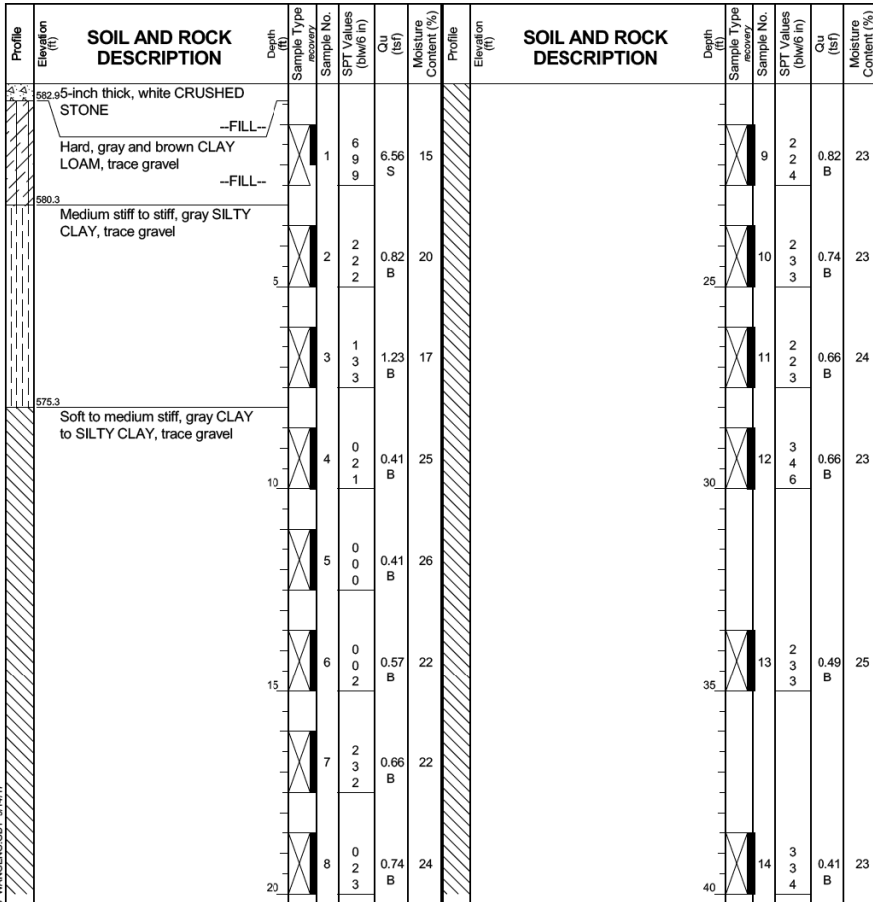 Profile
Elevation
(ft)
SOIL AND ROCK
DESCRIPTION
Depth
(ft)
Sample Type
recovery
Sample No.
SPT Values
(blw/6 in)
Qu
(tsf)
Moisture
Content (%)
582.9 5-inch thick, white CRUSHED
STONE
--FILL--
Hard, gray and brown CLAY
LOAM, trace gravel
--FILL--
580.3
Medium stiff to stiff, gray SILTY
CLAY, trace gravel
575.3
Soft to medium stiff, gray CLAY
to SILTY CLAY, trace gravel
5
10
15
20
1
6
9
9
6.56
S
15
2
2
2
2
0.82
B
20
3
1
3
3
1.23
B
17
4
0
2
1
0.41
B
25
5
0
0
0
0.41
B
26
6
0
0
2
0.57
B
22
7
2
3
2
0.66
B
22
8
0
2
3
0.74
B
24
Profile
Elevation
(ft)
SOIL AND ROCK
DESCRIPTION
Depth
(ft)
Sample Type
recovery
Sample No.
SPT Values
(blw/6 in)
Qu
(tsf)
Moisture
Content (%)
25
30
35
40
9
2
2
4
0.82
B
23
10
2
3
3
0.74
B
23
11
2
2
3
0.66
B
24
12
3
4
6
0.66
B
23
13
2
3
3
0.49
B
25
14
3
3
4
0.41
B
23